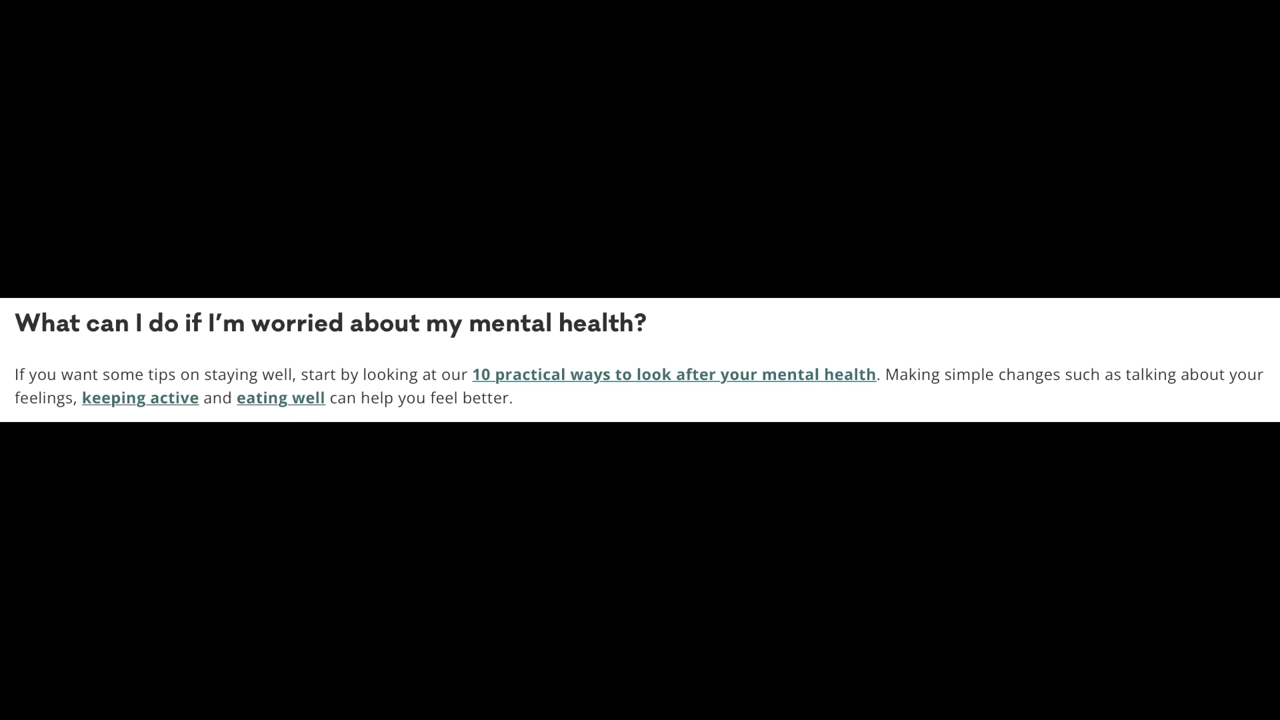 What can I do if I’m worried about my mental health?
If you want some tips on staying well, start by looking at our 10 practical ways to look after your mental health. Making simple changes such as talking about your
feelings, keeping active and eating well can help you feel better.